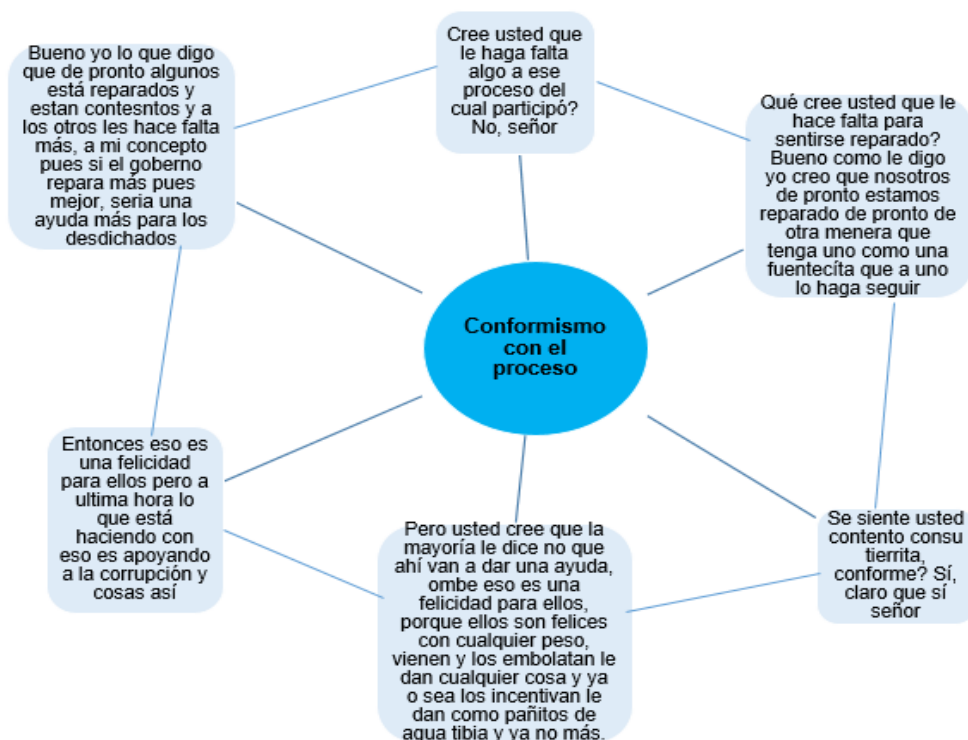 Bueno yo lo que digo
que de pronto algunos
está reparados y
estan contesntos y a
los otros les hace falta
más, a mi concepto
pues si el goberno
repara más pues
mejor, seria una
ayuda más para los
desdichados
Cree usted que
le haga falta
algo a ese
proceso del
cual participó?
No, señor
Qué cree usted que le
hace falta para
sentirse reparado?
Bueno como le digo
yo creo que nosotros
de pronto estamos
reparado de pronto de
otra menera que
tenga uno como una
fuentecíta que a uno
lo haga seguir
Conformismo
con el
proceso
Entonces eso es
una felicidad
para ellos pero a
ultima hora lo
que está
haciendo con
eso es apoyando
a la corrupción y
cosas así
Pero usted cree que la
mayoría le dice no que
ahí van a dar una ayuda,
ombe eso es una
felicidad para ellos,
porque ellos son felices
con cualquier peso,
vienen y los embolatan le
dan cualquier cosa y ya
o sea los incentivan le
dan como pañitos de
agua tibia y ya no más.
Se siente usted
contento consu
tierrita,
conforme? Sí,
claro que sí
señor